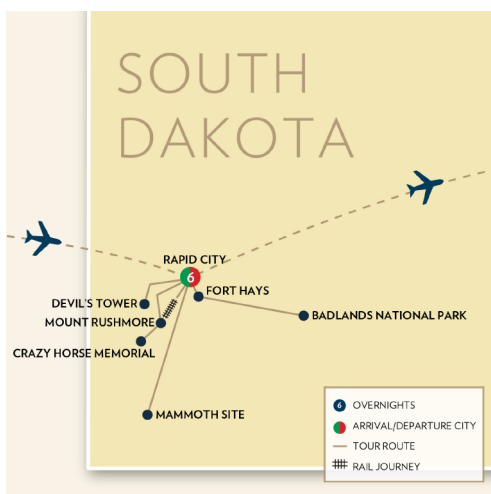 SOUTH
DAKOTA
RAPID CITY
6
FORT HAYS
DEVIL'S TOWER
BADLANDS NATIONAL PARK
MOUNT RUSHMORE
CRAZY HORSE MEMORIAL
MAMMOTH SITE
6 OVERNIGHTS
ARRIVAL/DEPARTURE CITY
TOUR ROUTE
RAIL JOURNEY